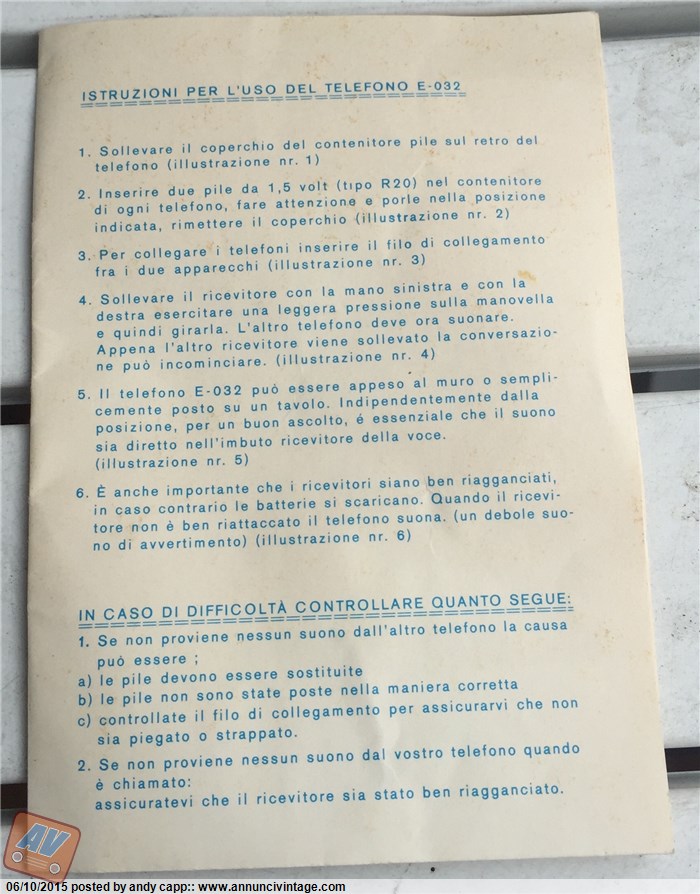 ISTRUZIONI PER L'USO DEL TELEFONO E-032
1. Sollevare il coperchio del contenitore pile sul retro del
telefono (illustrazione nr. 1)
2. Inserire due pile da 1,5 volt (tipo R20) nel contenitore
di ogni telefono, fare attenzione e porle nella posizione
indicata, rimettere il coperchio (illustrazione nr. 2)
3. Per collegare i telefoni inserire il filo di collegamento
fra i due apparecchi (illustrazione nr. 3)
4. Sollevare il ricevitore con la mano sinistra e con la
destra esercitare una leggera pressione sulla manovella
e quindi girarla. L'altro telefono deve ora suonare.
Appena l'altro ricevitore viene sollevato la conversazio-
ne può incominciare. (illustrazione nr. 4)
5. Il telefono E-032 può essere appeso al muro o sempli-
cemente posto su un tavolo. Indipendentemente dalla
posizione, per un buon ascolto, é essenziale che il suono
sia diretto nell'imbuto ricevitore della voce.
(illustrazione nr. 5)
6. È anche importante che i ricevitori siano ben riagganciati,
in caso contrario le batterie si scaricano. Quando il ricevi-
tore non è ben riattaccato il telefono suona. (un debole suo-
no di avvertimento) (illustrazione nr. 6)
IN CASO DI DIFFICOLTÀ CONTROLLARE QUANTO SEGUE:
1. Se non proviene nessun suono dall'altro telefono la causa
puó essere ;
a) le pile devono essere sostituite
b) le pile non sono state poste nella maniera corretta
c) controllate il filo di collegamento per assicurarvi che non
sia piegato o strappato.
2. Se non proviene nessun suono dal vostro telefono quando
è chiamato:
assicuratevi che il ricevitore sia stato ben riagganciato.
AV
06/10/2015 posted by andy capp:: www.annuncivintage.com